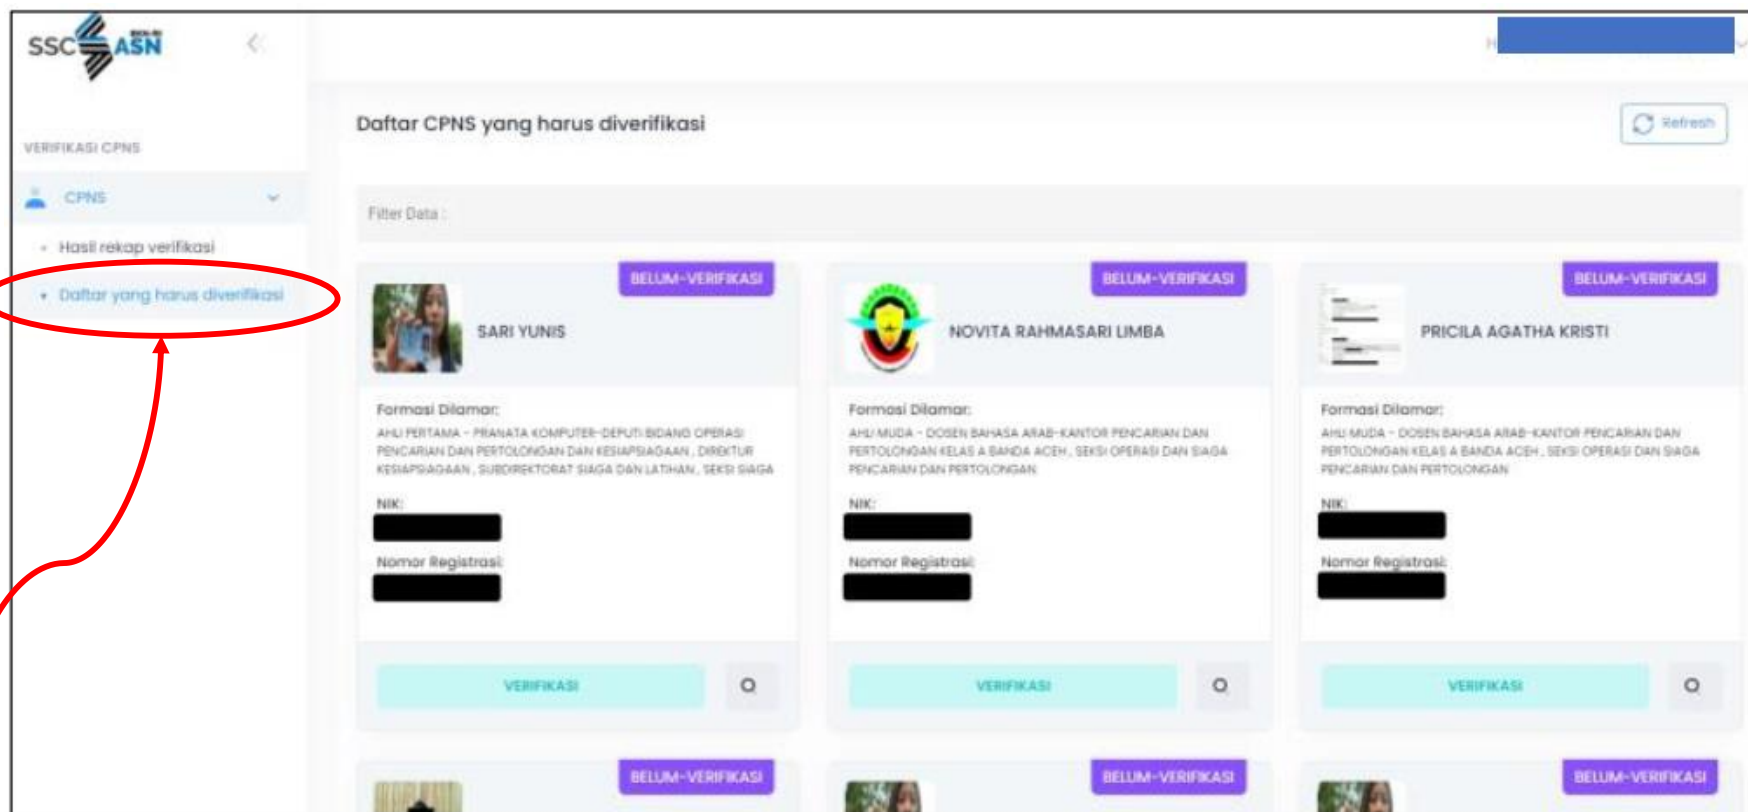 SSC ASN
BKN-RI
H
Daftar CPNS yang harus diverifikasi
Refresh
VERIFIKASI CPNS
CPNS
Filter Data :
Hasil rekap verifikasi
Daftar yang harus diverifikasi
BELUM-VERIFIKASI
SARI YUNIS
Formasi Dilamar:
AHLI PERTAMA - PRANATA KOMPUTER-DEPUTI BIDANG OPERASI
PENCARIAN DAN PERTOLONGAN DAN KESIAPSIAGAAN , DIREKTUR
KESIAPSIAGAAN , SUBDIREKTORAT SIAGA DAN LATIHAN , SEKSI SIAGA
NIK:
Nomor Registrasi:
VERIFIKASI
BELUM-VERIFIKASI
NOVITA RAHMASARI LIMBA
Formasi Dilamar:
AHLI MUDA - DOSEN BAHASA ARAB-KANTOR PENCARIAN DAN
PERTOLONGAN KELAS A BANDA ACEH , SEKSI OPERASI DAN SIAGA
PENCARIAN DAN PERTOLONGAN
NIK:
Nomor Registrasi:
VERIFIKASI
BELUM-VERIFIKASI
PRICILA AGATHA KRISTI
Formasi Dilamar:
AHLI MUDA - DOSEN BAHASA ARAB-KANTOR PENCARIAN DAN
PERTOLONGAN KELAS A BANDA ACEH , SEKSI OPERASI DAN SIAGA
PENCARIAN DAN PERTOLONGAN
NIK:
Nomor Registrasi:
VERIFIKASI
BELUM-VERIFIKASI
BELUM-VERIFIKASI
BELUM-VERIFIKASI